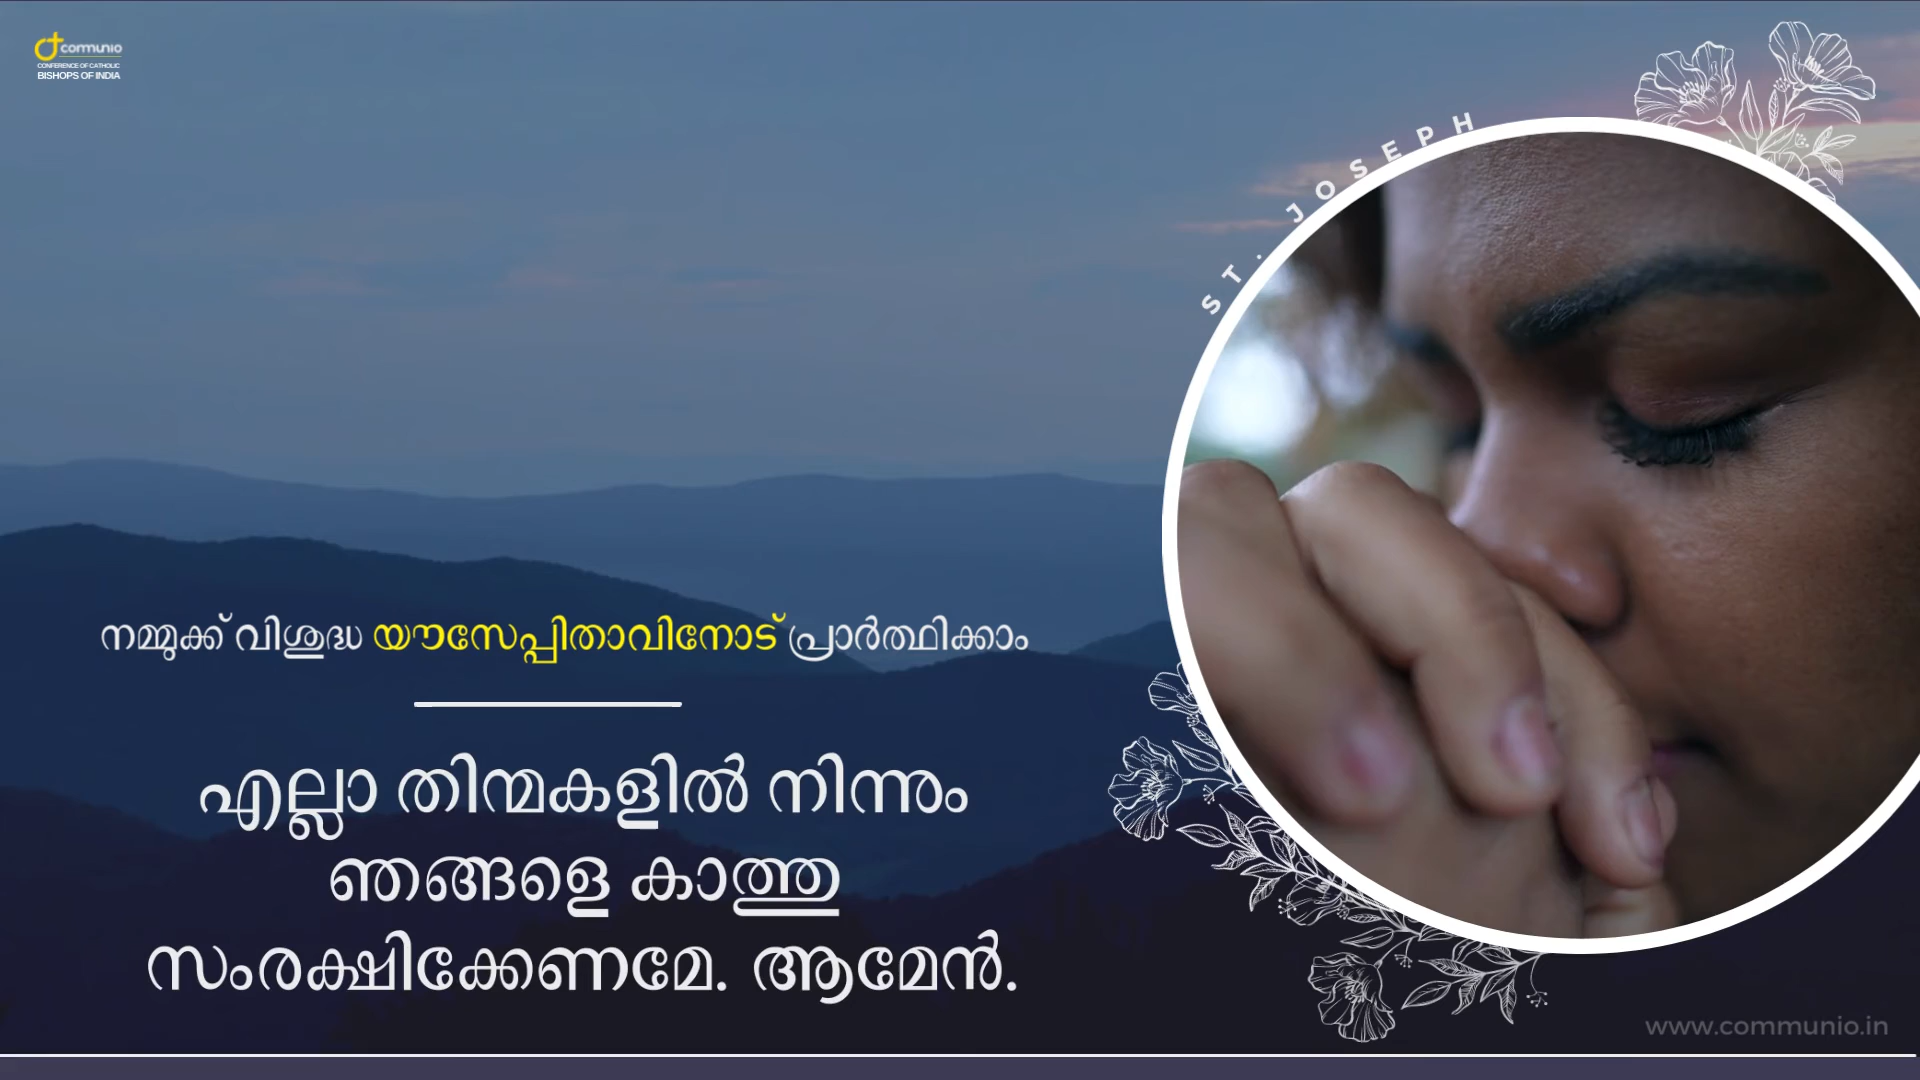 communio
CONFERENCE OF CATHOLIC
BISHOPS OF INDIA
ST. JOSEPH
നമ്മുക്ക് വിശുദ്ധ യൗസേപ്പിതാവിനോട് പ്രാർത്ഥിക്കാം
എല്ലാ തിന്മകളിൽ നിന്നും
ഞങ്ങളെ കാത്തു
സംരക്ഷിക്കേണമേ. ആമേൻ.
www.communio.in